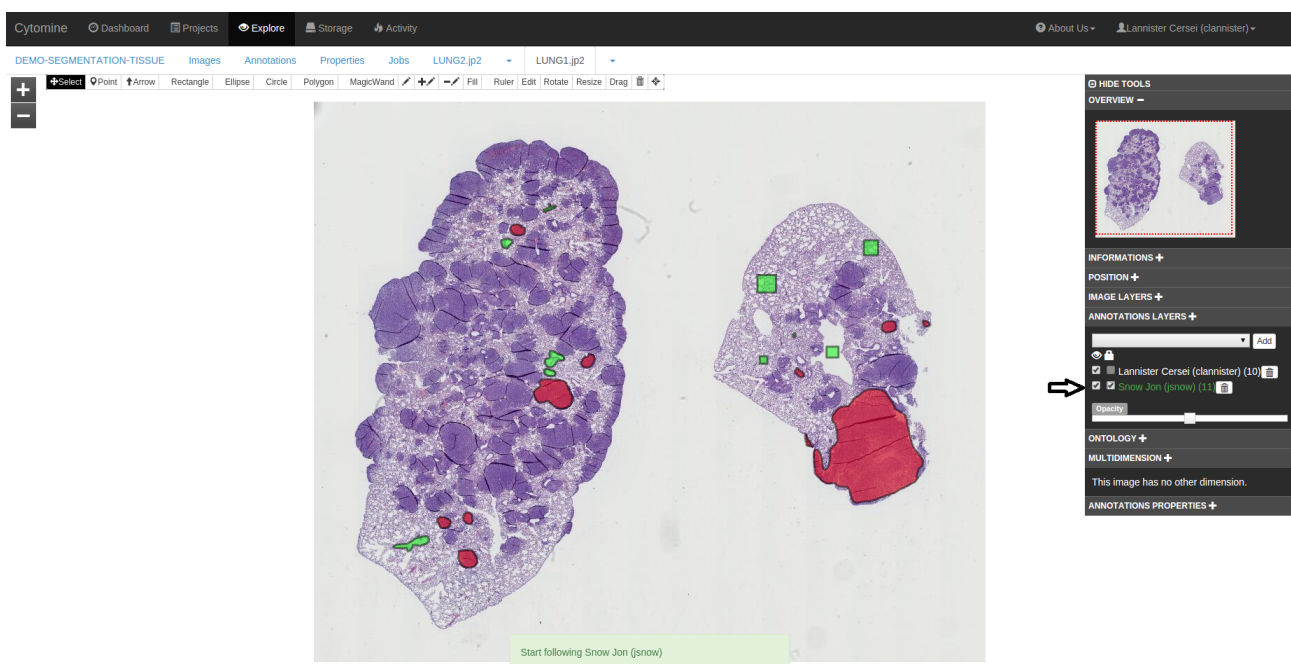 Cytomine Dashboard Projects Explore Storage Activity About Us Lannister Cersei (clannister)
DEMO-SEGMENTATION-TISSUE Images Annotations Properties Jobs LUNG2.jp2 LUNG1.jp2
Select Point Arrow Rectangle Ellipse Circle Polygon MagicWand Fill Ruler Edit Rotate Resize Drag
HIDE TOOLS
OVERVIEW
INFORMATIONS
POSITION
IMAGE LAYERS
ANNOTATIONS LAYERS
Add
Lannister Cersei (clannister) (10)
Snow Jon (jsnow) (11)
Opacity
ONTOLOGY
MULTIDIMENSION
This image has no other dimension.
ANNOTATIONS PROPERTIES
Start following Snow Jon (jsnow)